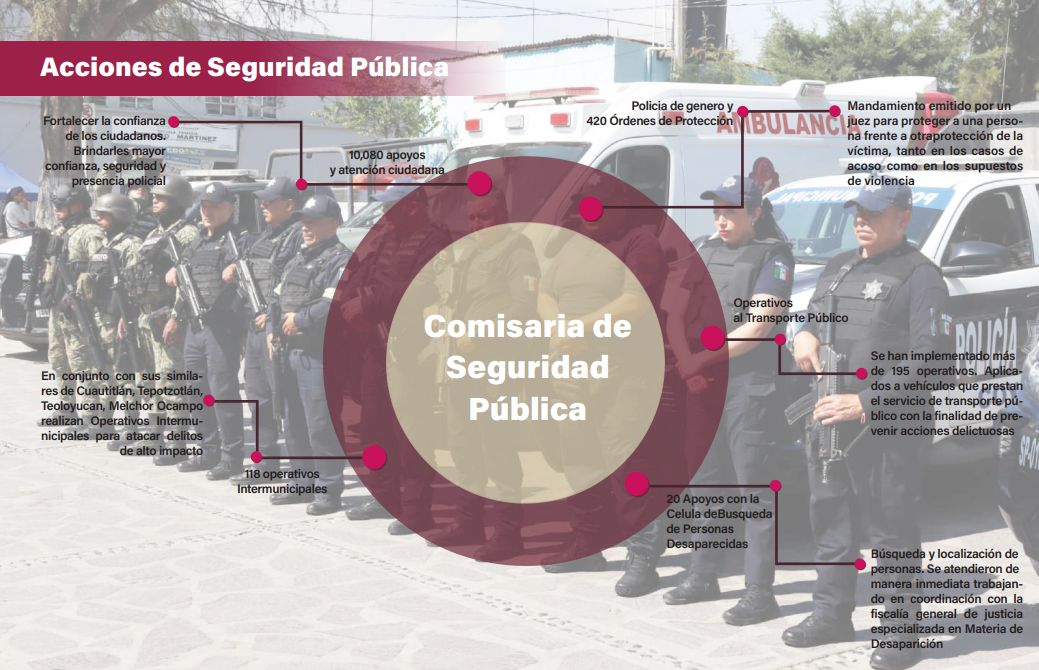 Acciones de Seguridad Pública
Fortalecer la confianza
de los ciudadanos.
Brindarles mayor
confianza, seguridad y
presencia policial
10,080 apoyos
y atención ciudadana
Policia de genero y
420 Órdenes de Protección
Mandamiento emitido por un
juez para proteger a una perso-
na frente a otraprotección de la
víctima, tanto en los casos de
acoso como en los supuestos
de violencia
AMBULANCIA
Operativos
al Transporte Público
Se han implementado más
de 195 operativos. Aplica-
dos a vehículos que prestan
el servicio de transporte pú-
blico con la finalidad de pre-
venir acciones delictuosas
POLICÍA
Comisaria de
Seguridad
Pública
En conjunto con sus simila-
res de Cuautitlán, Tepotzotlán,
Teoloyucan, Melchor Ocampo
realizan Operativos Intermu-
nicipales para atacar delitos
de alto impacto
118 operativos
Intermunicipales
20 Apoyos con la
Celula deBusqueda
de Personas
Desaparecidas
Búsqueda y localización de
personas. Se atendieron de
manera inmediata trabajan-
do en coordinación con la
fiscalía general de justicia
especializada en Materia de
Desaparición